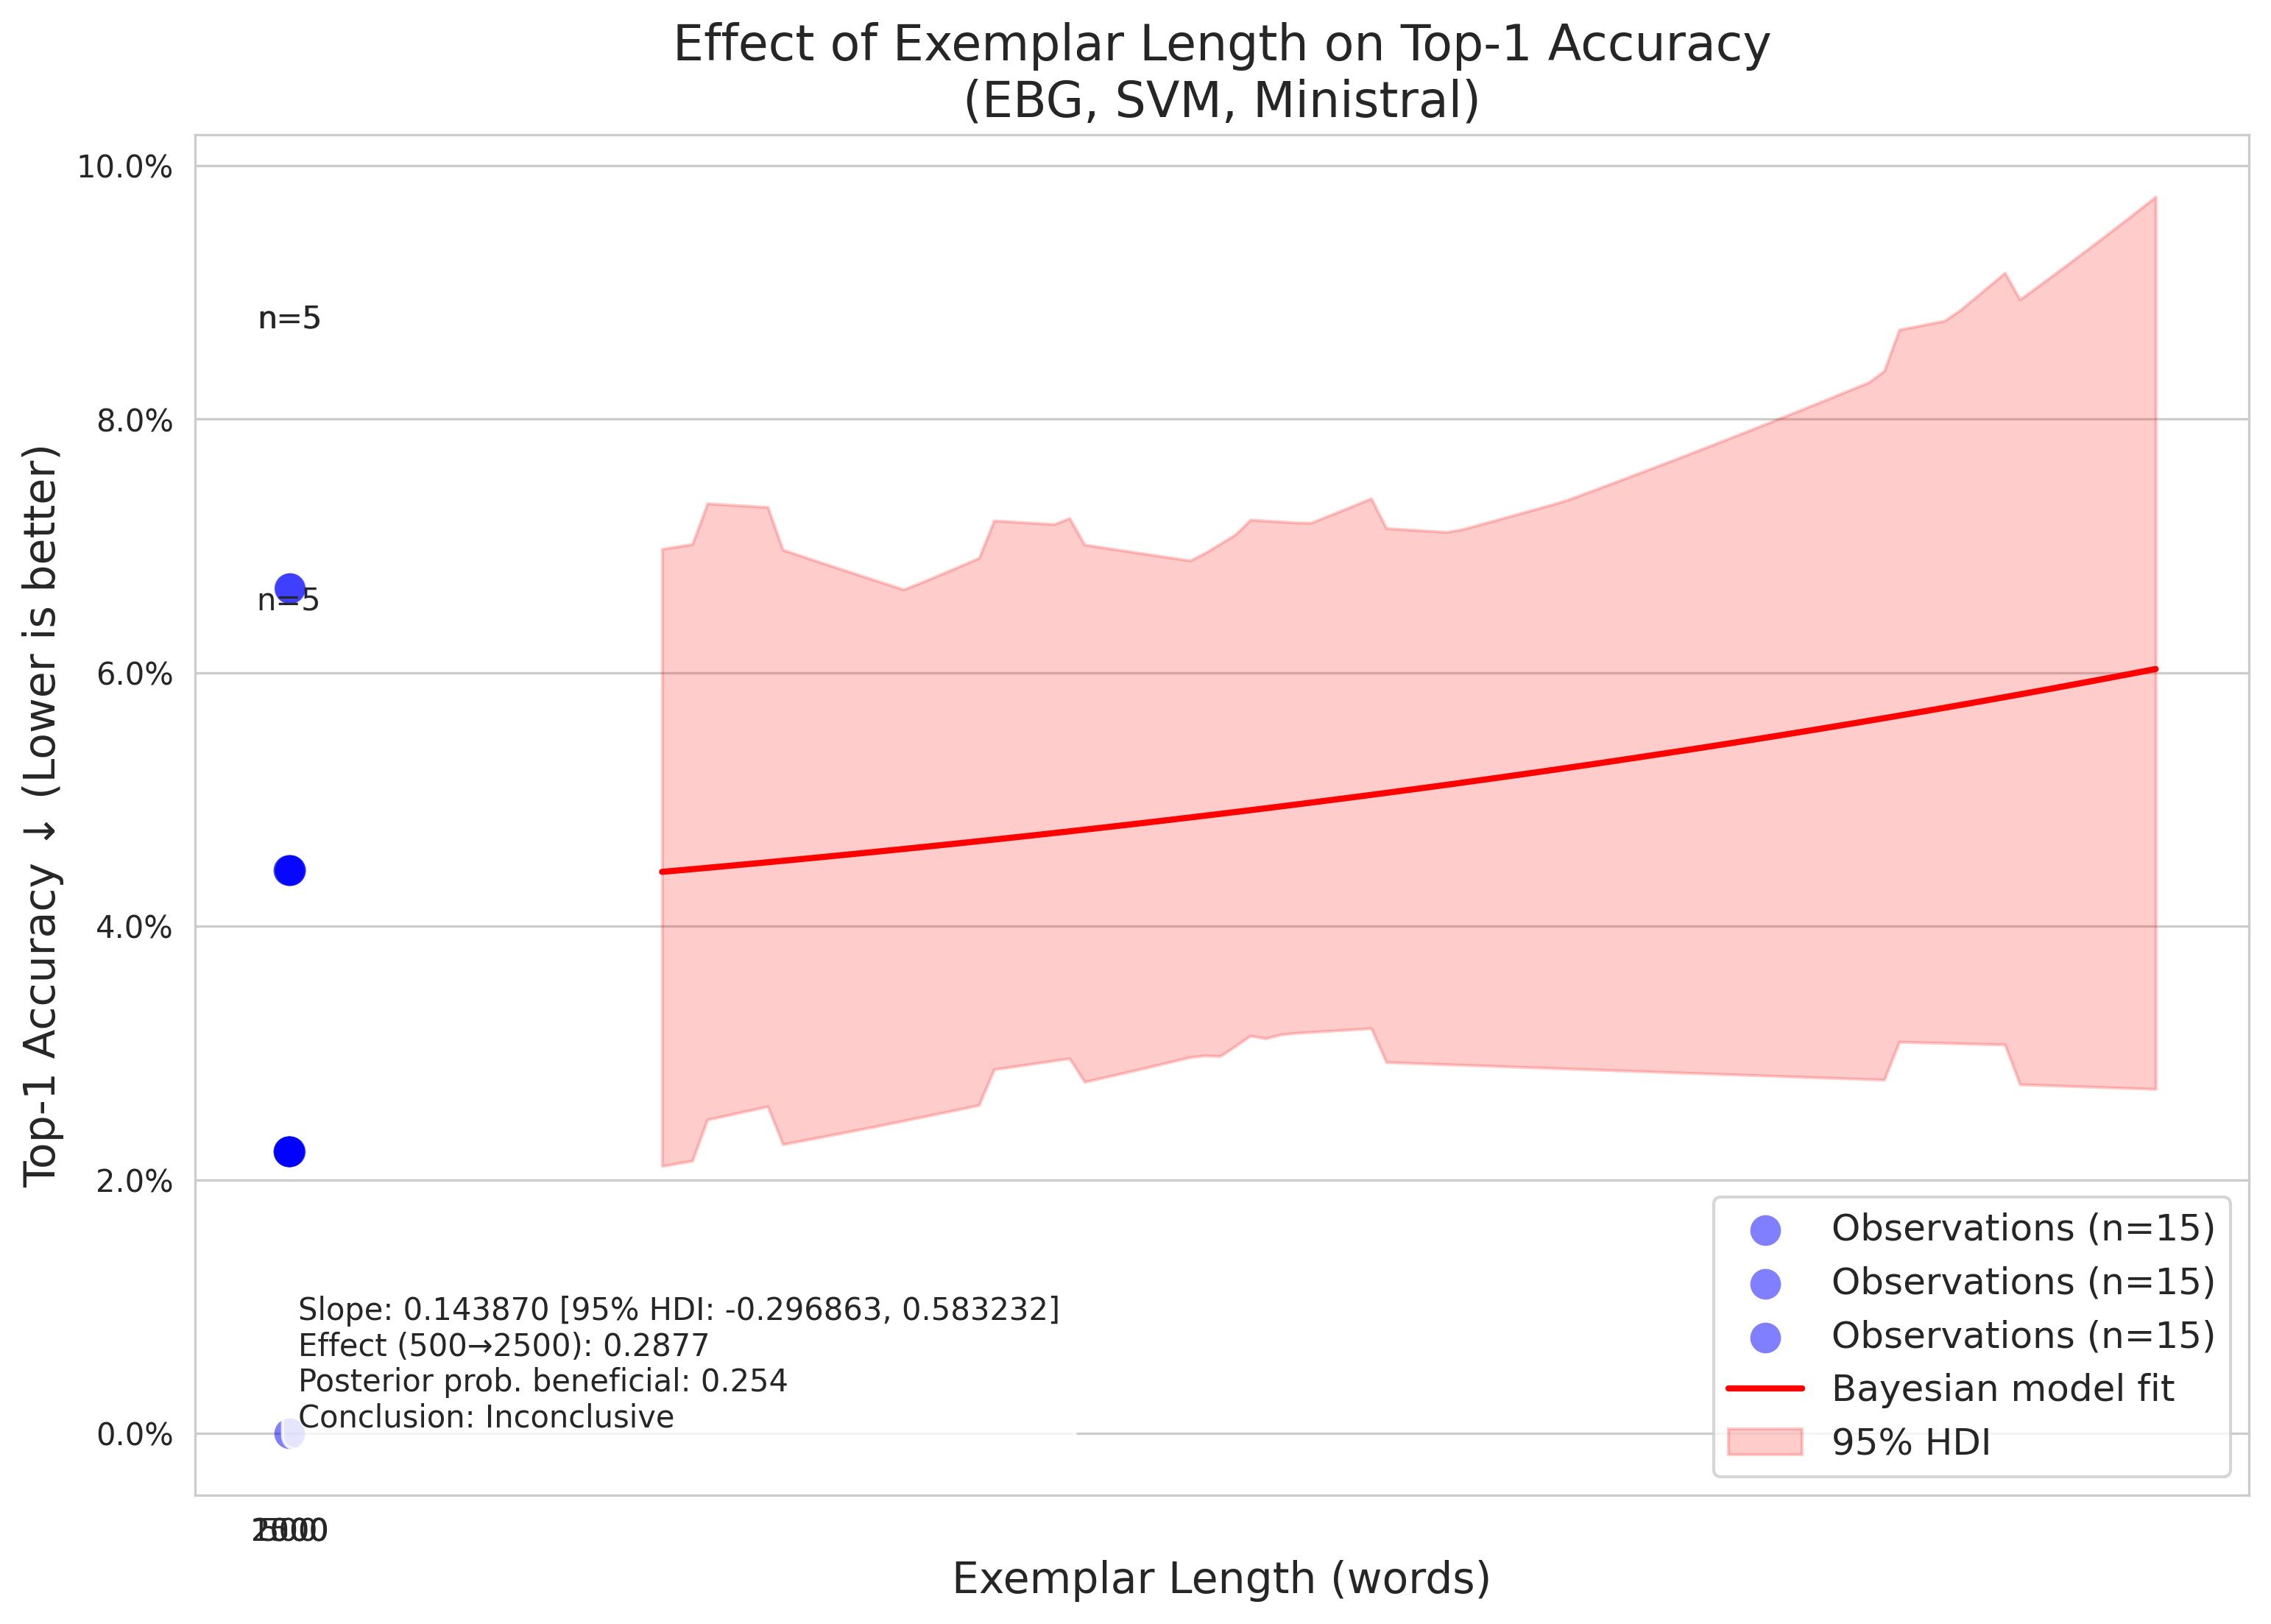 Effect of Exemplar Length on Top-1 Accuracy
(EBG, SVM, Ministral)
Top-1 Accuracy ↓ (Lower is better)
10.0%
8.0%
6.0%
4.0%
2.0%
0.0%
n=5
n=5
Slope: 0.143870 [95% HDI: -0.296863, 0.583232]
Effect (500→2500): 0.2877
Posterior prob. beneficial: 0.254
Conclusion: Inconclusive
Observations (n=15)
Observations (n=15)
Observations (n=15)
Bayesian model fit
95% HDI
Exemplar Length (words)